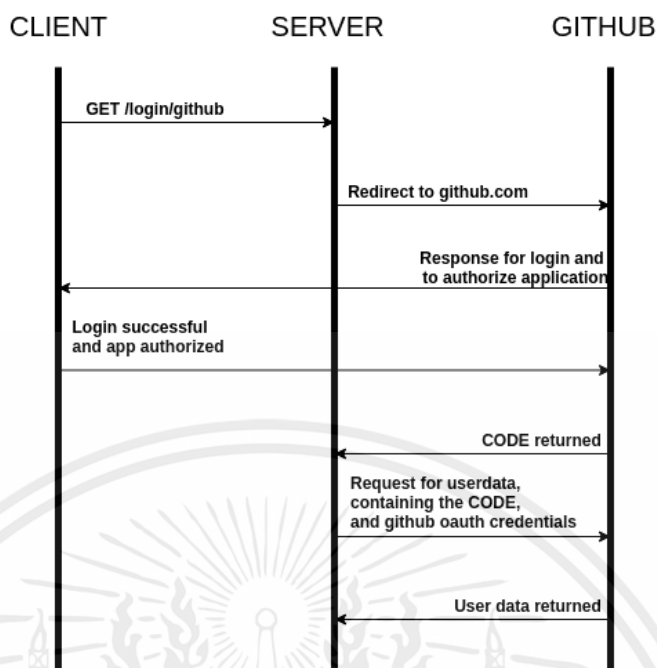 CLIENT SERVER GITHUB
GET /login/github
Redirect to github.com
Response for login and
to authorize application
Login successful
and app authorized
CODE returned
Request for userdata,
containing the CODE,
and github oauth credentials
User data returned